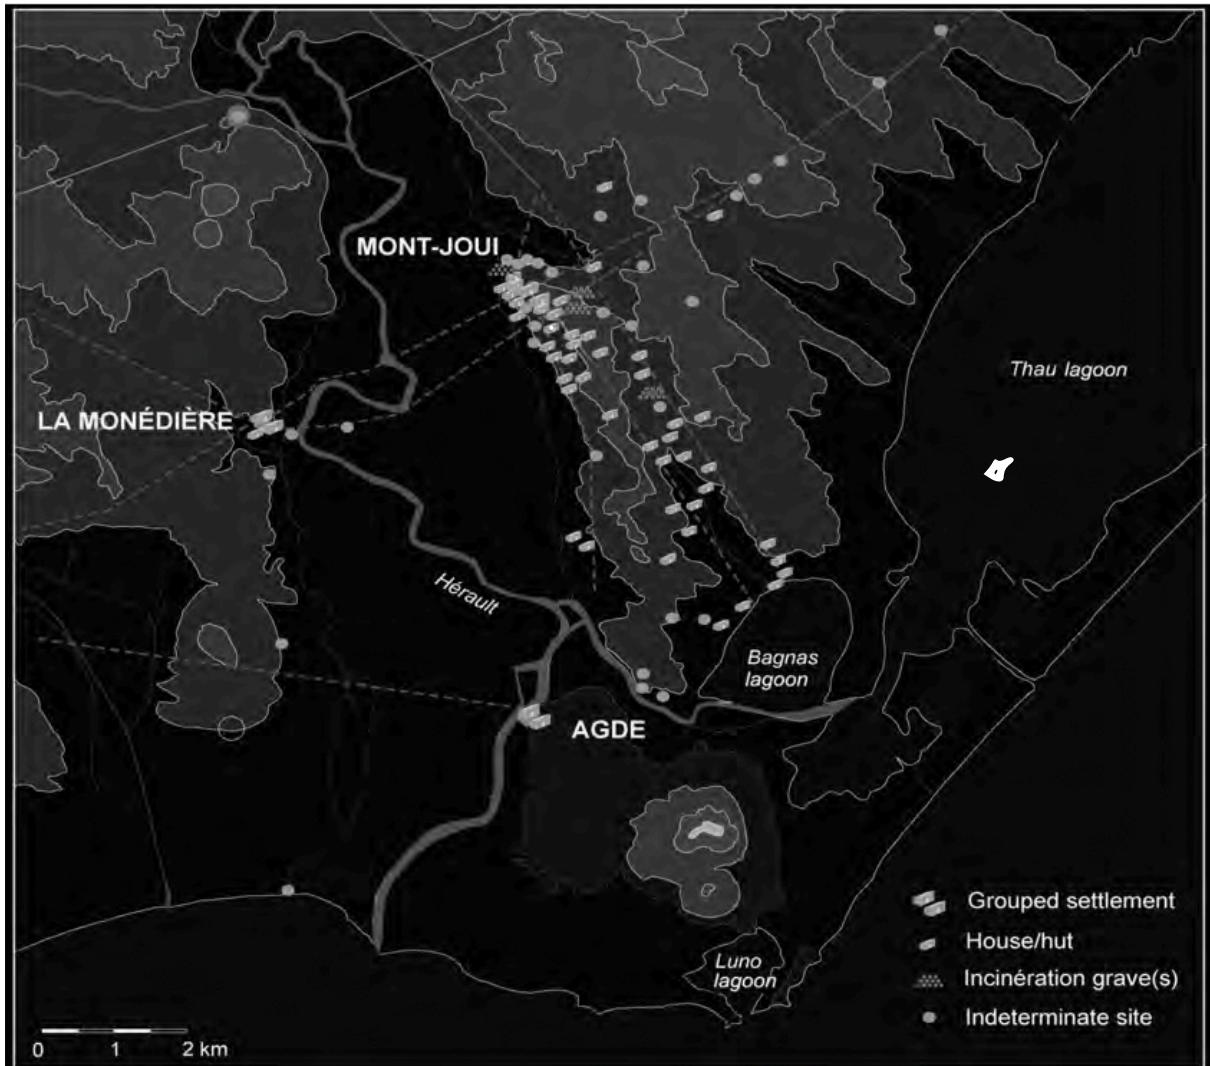 MONT-JOUI
Thau lagoon
LA MONÉDIÈRE
Hérault
Bagnas
lagoon
AGDE
Grouped settlement
House/hut
Luno
lagoon
Incinération grave(s)
Indeterminate site
0 1 2 km